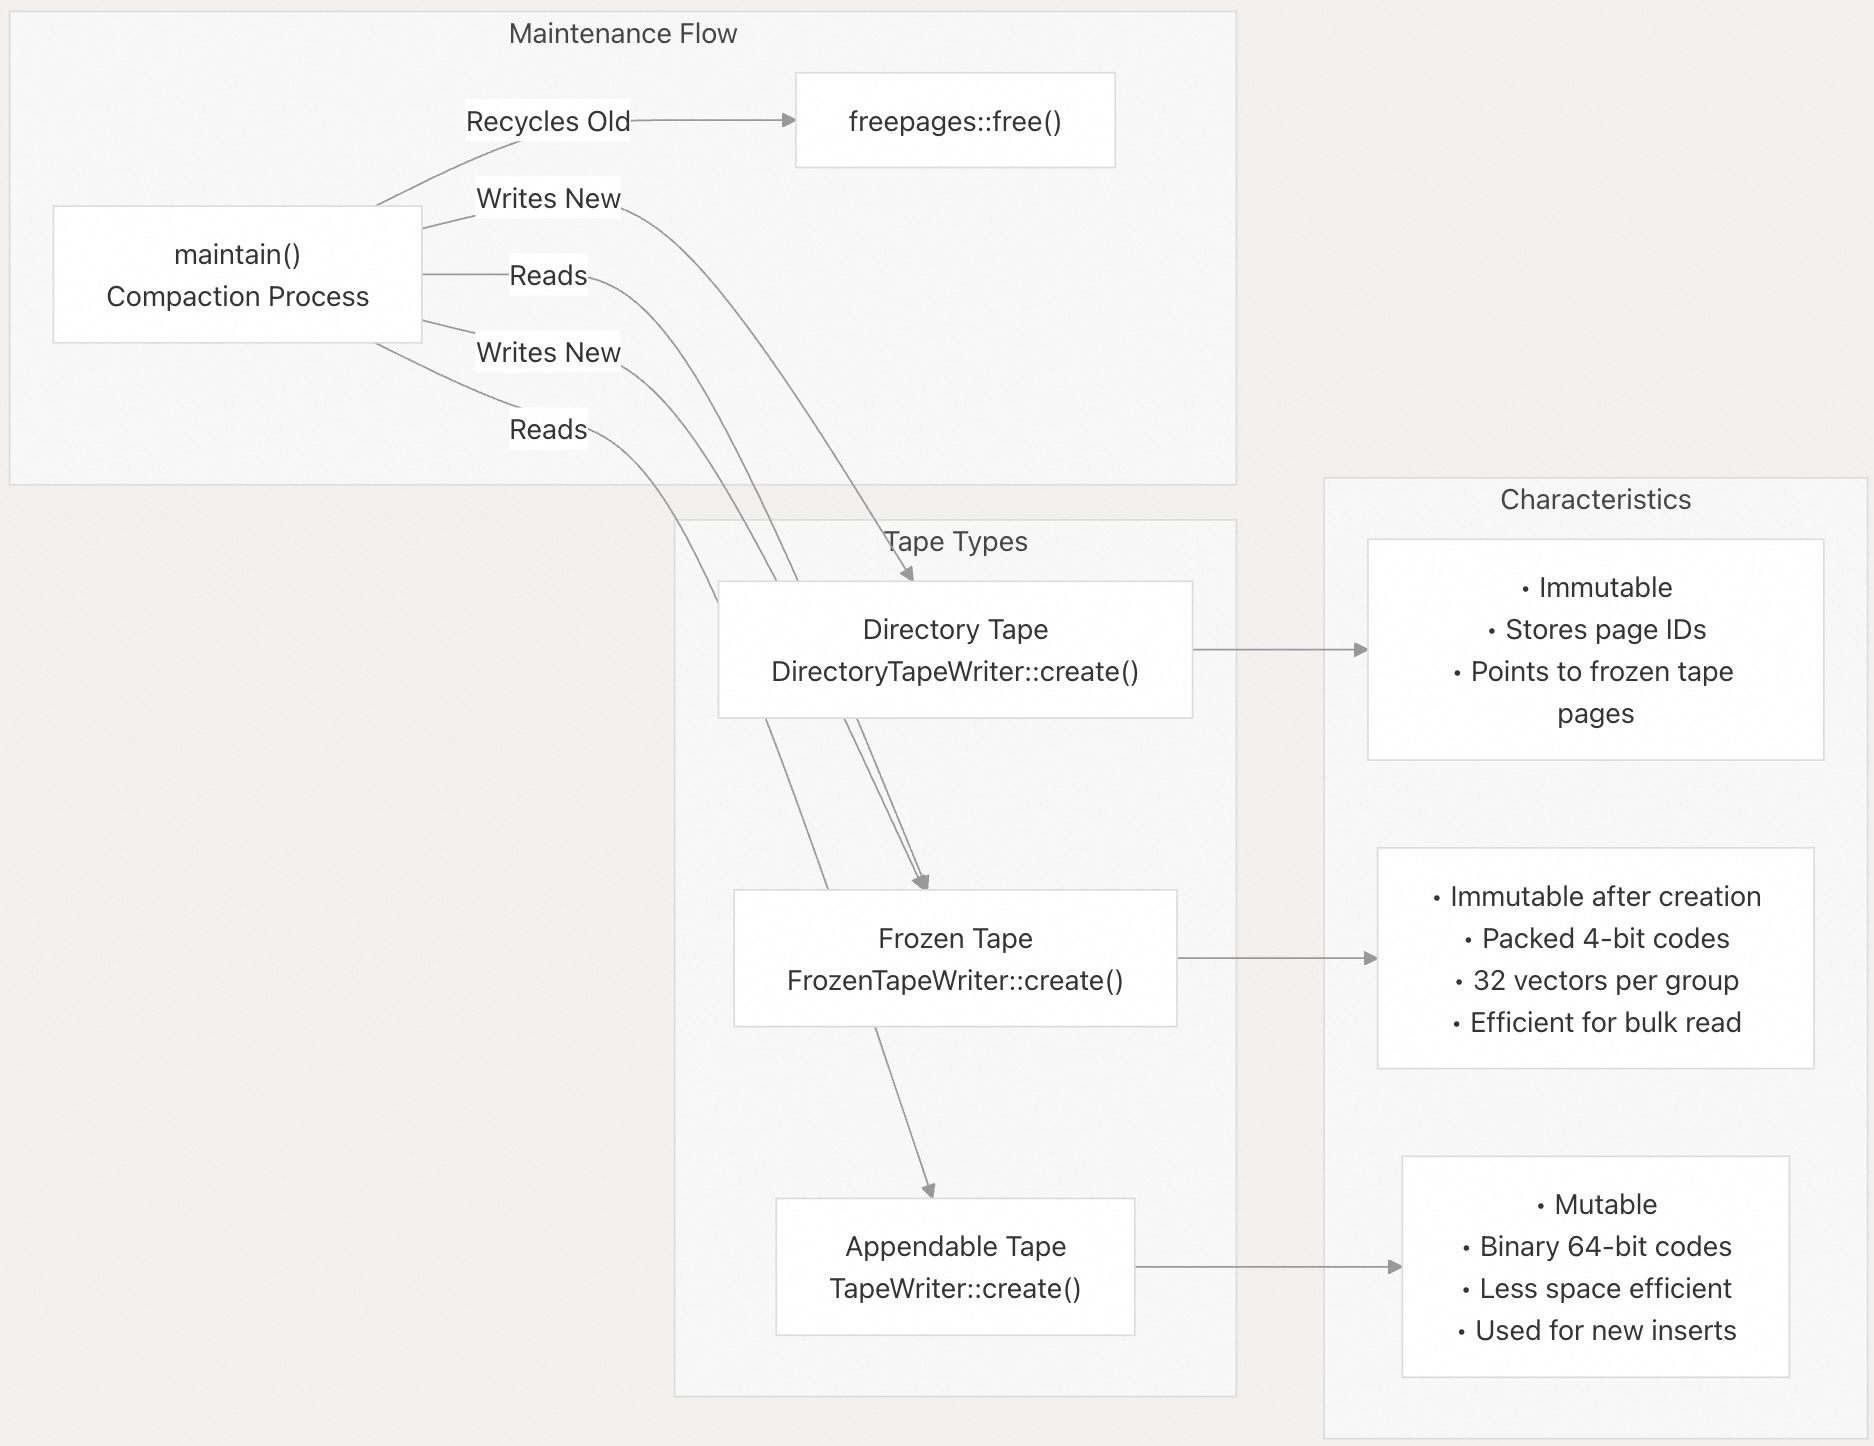 Maintenance Flow
Recycles Old
freepages::free()
Writes New
maintain()
Compaction Process
Reads
Writes New
Reads
Tape Types
Directory Tape
DirectoryTapeWriter::create()
Frozen Tape
FrozenTapeWriter::create()
Appendable Tape
TapeWriter::create()
Characteristics
• Immutable
• Stores page IDs
• Points to frozen tape
pages
• Immutable after creation
• Packed 4-bit codes
• 32 vectors per group
• Efficient for bulk read
• Mutable
• Binary 64-bit codes
• Less space efficient
• Used for new inserts